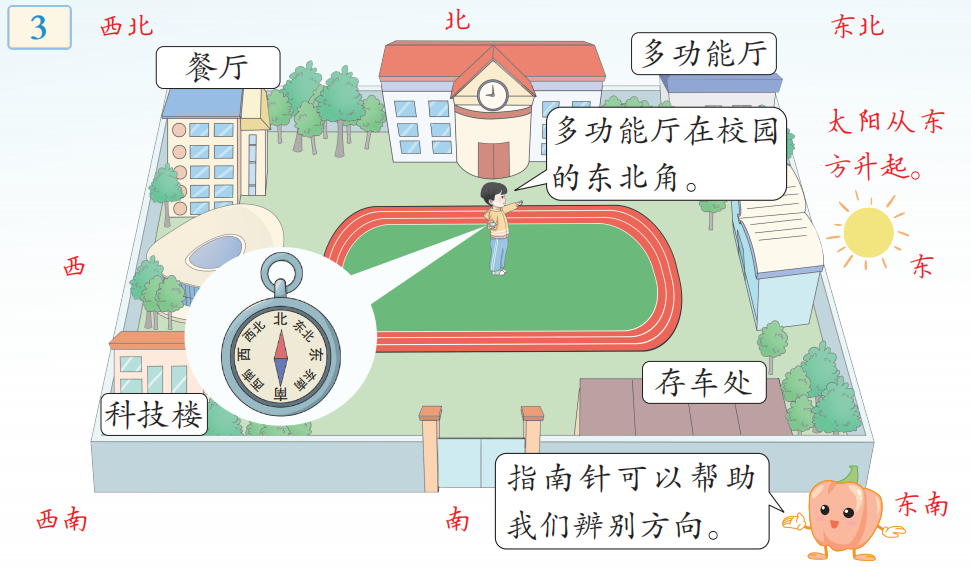 3
西北
北
东北
餐厅
多功能厅
多功能厅在校园
的东北角。
太阳从东
方升起。
西
东
北
东北
东
东南
南
西南
西
西北
存车处
科技楼
指南针可以帮助
我们辨别方向。
西南
南
东南